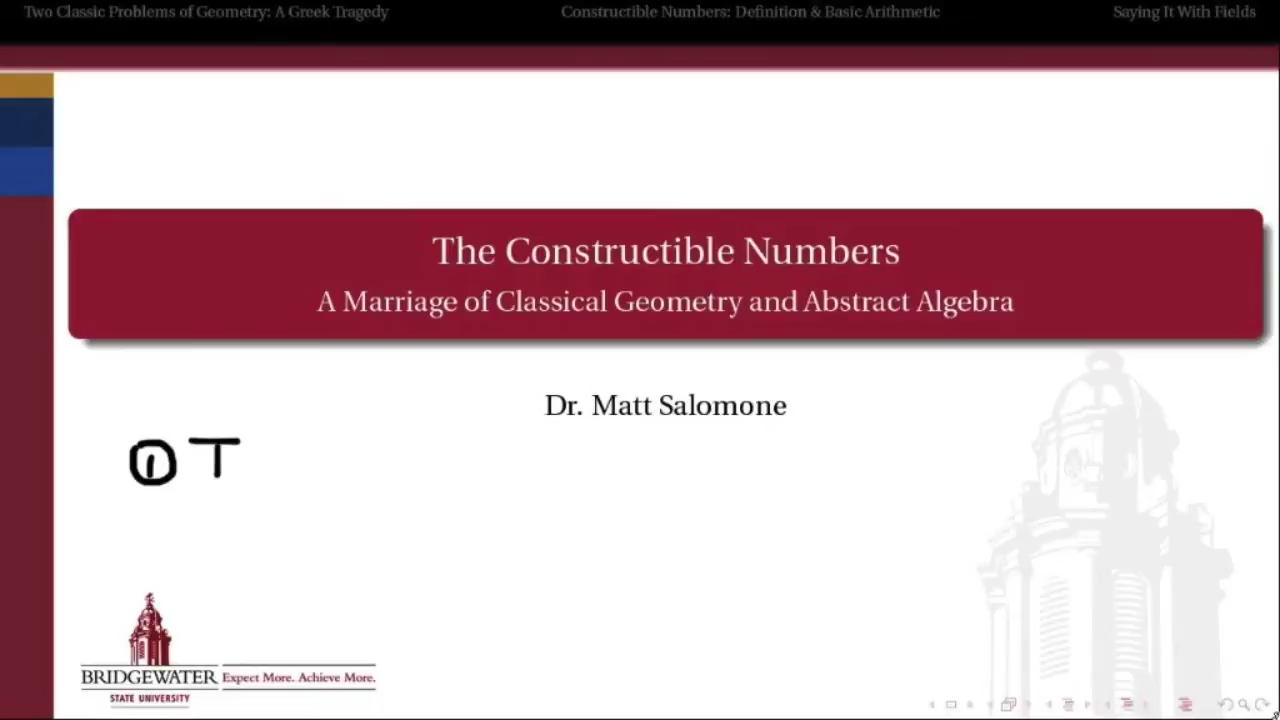 Two Classic Problems of Geometry: A Greek Tragedy Constructible Numbers: Definition & Basic Arithmetic Saying It With Fields
The Constructible Numbers
A Marriage of Classical Geometry and Abstract Algebra
Dr. Matt Salomone
① T
BRIDGEWATER Expect More. Achieve More.
STATE UNIVERSITY